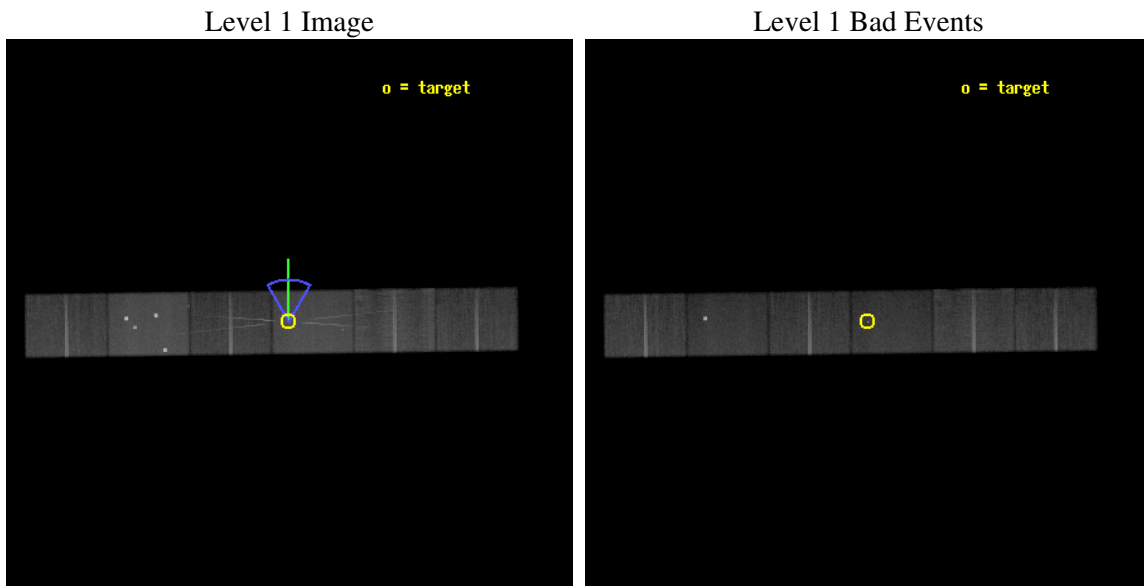 Level 1 Image
Level 1 Bad Events
o = target
o = target